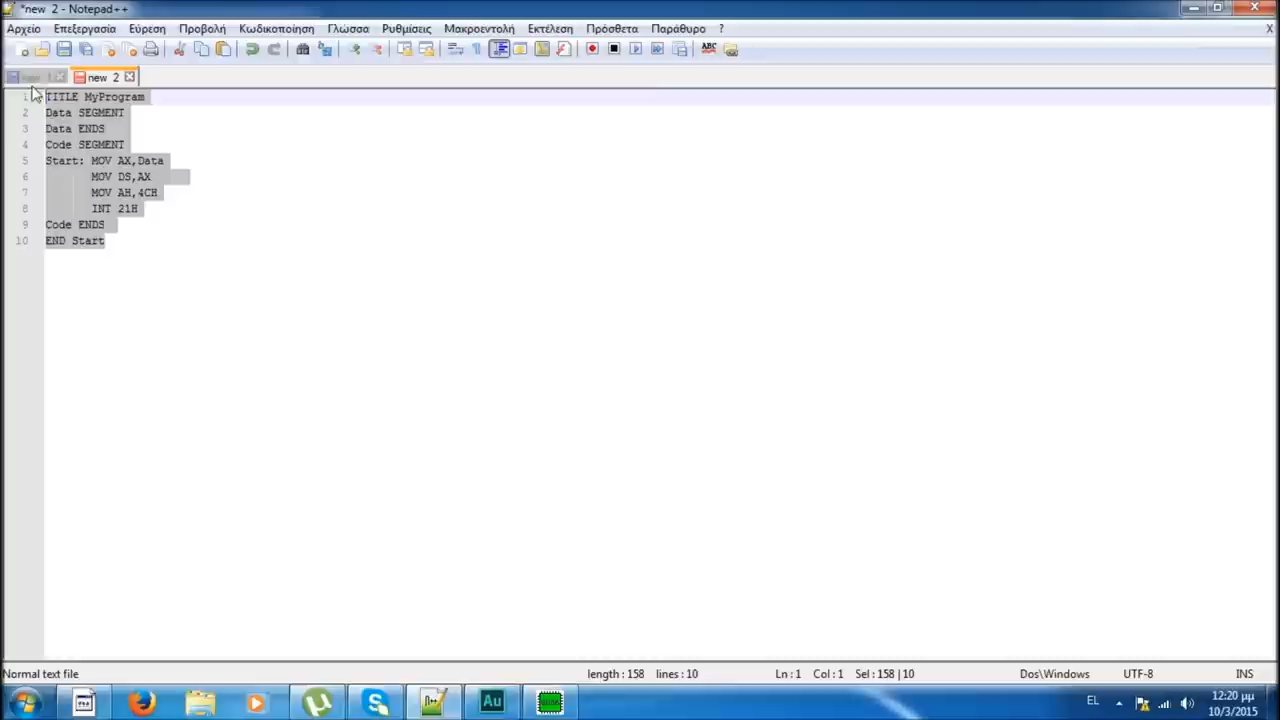 *new 2 - Notepad++
Αρχείο Επεξεργασία Εύρεση Προβολή Κωδικοποίηση Γλώσσα Ρυθμίσεις Μακροεντολή Εκτέλεση Πρόσθετα Παράθυρο ? X
new 2
1 TITLE MyProgram
2 Data SEGMENT
3 Data ENDS
4 Code SEGMENT
5 Start: MOV AX,Data
6 MOV DS,AX
7 MOV AH,4CH
8 INT 21H
9 Code ENDS
10 END Start
Normal text file length : 158 lines : 10 Ln : 1 Col : 1 Sel : 158 | 10 Dos\Windows UTF-8 INS
Au EL 12:20 μμ
10/3/2015